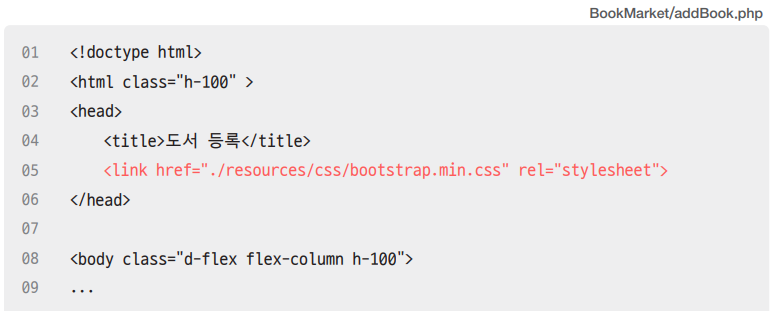 BookMarket/addBook.php
01 <!doctype html>
02 <html class="h-100" >
03 <head>
04     <title>도서 등록</title>
05     <link href="./resources/css/bootstrap.min.css" rel="stylesheet">
06 </head>
07
08 <body class="d-flex flex-column h-100">
09 ...